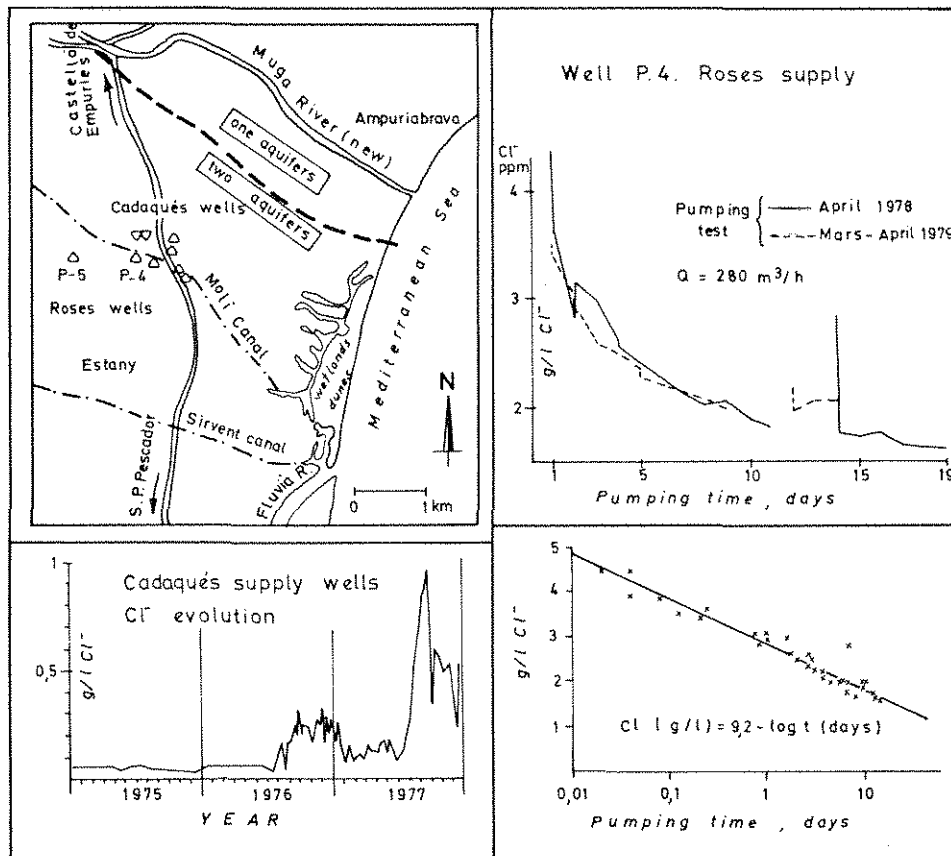 Castelló de
Empuries
Muga
River (new)
Ampuriabrava
one aquifers
two aquifers
Cadaqués wells
P-5
P-4
Roses wells
Moli Canal
Estany
wetlands
dunes
Mediterranean Sea
N
Sirvent canal
S.P. Pescador
Fluvia R.
0 1 km
Well P.4. Roses supply
Cl⁻
ppm
4
3
2
g/l Cl⁻
Pumping
test
April 1978
Mars-April 1979
Q = 280 m³/h
1 5 10 15 19
Pumping time , days
Cadaqués supply wells
Cl⁻ evolution
1
0,5
g/l Cl⁻
1975 1976 1977
YEAR
5
4
3
2
1
g/l Cl⁻
Cl (g/l) = 9,2-log t (days)
0,01 0,1 1 10
Pumping time , days